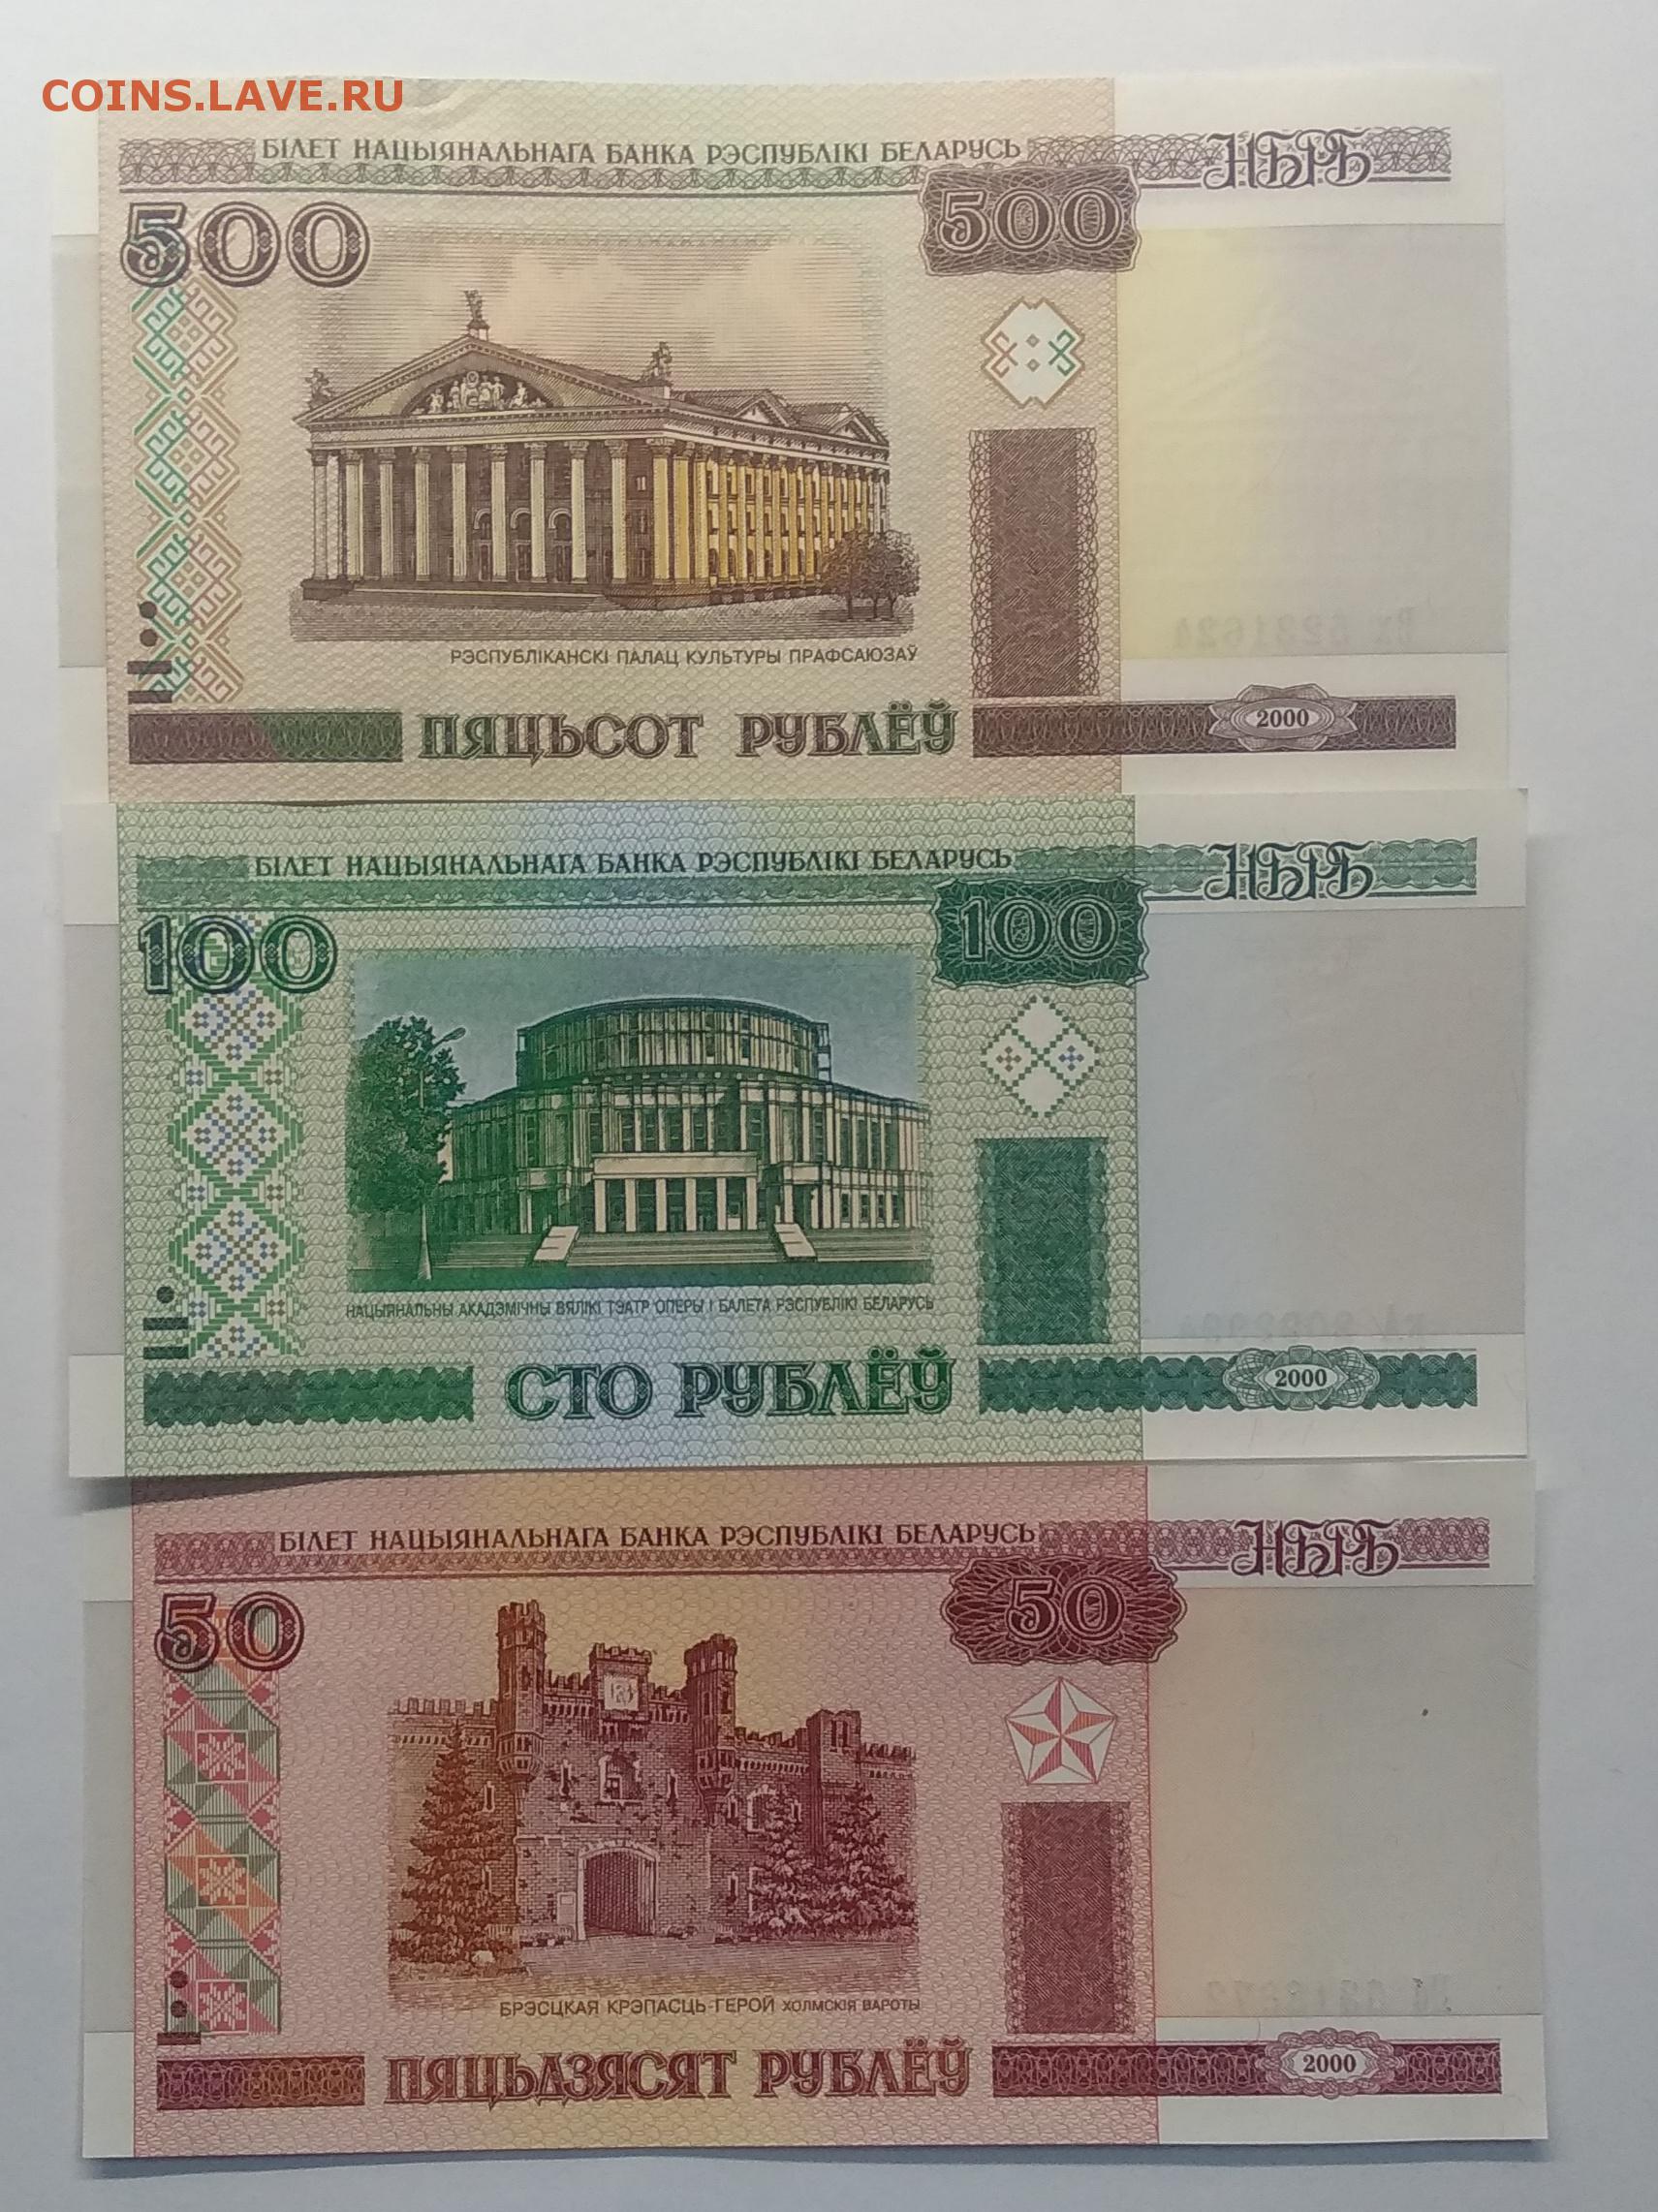 COINS.LAVE.RU
БІЛЕТ НАЦЫЯНАЛЬНАГА БАНКА РЭСПУБЛІКІ БЕЛАРУСЬ НБРБ
500 500
РЭСПУБЛІКАНСКІ ПАЛАЦ КУЛЬТУРЫ ПРАФСАЮЗАЎ
ПЯЦЬСОТ РУБЛЁЎ 2000
БІЛЕТ НАЦЫЯНАЛЬНАГА БАНКА РЭСПУБЛІКІ БЕЛАРУСЬ НБРБ
100 100
НАЦЫЯНАЛЬНЫ АКАДЭМІЧНЫ ВЯЛІКІ ТЭАТР ОПЕРЫ І БАЛЕТА РЭСПУБЛІКІ БЕЛАРУСЬ
СТО РУБЛЁЎ 2000
БІЛЕТ НАЦЫЯНАЛЬНАГА БАНКА РЭСПУБЛІКІ БЕЛАРУСЬ НБРБ
50 50
БРЭСЦКАЯ КРЭПАСЦЬ-ГЕРОЙ ХОЛМСКІЯ ВАРОТЫ
ПЯЦЬДЗЯСЯТ РУБЛЁЎ 2000